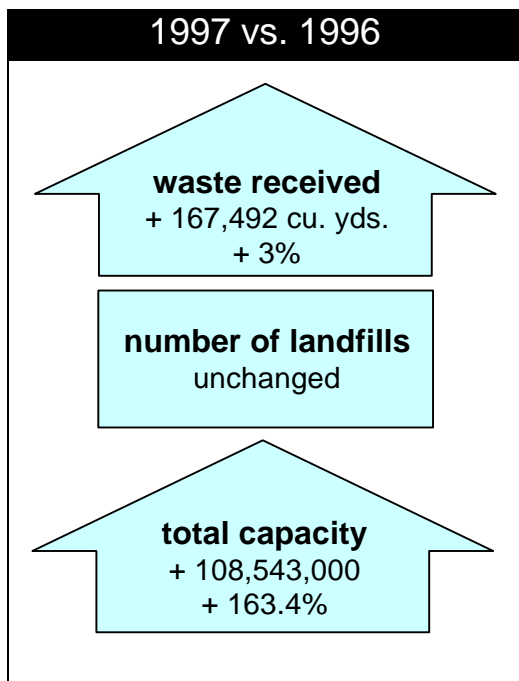 1997 vs. 1996
waste received
+ 167,492 cu. yds.
+ 3%
number of landfills
unchanged
total capacity
+ 108,543,000
+ 163.4%